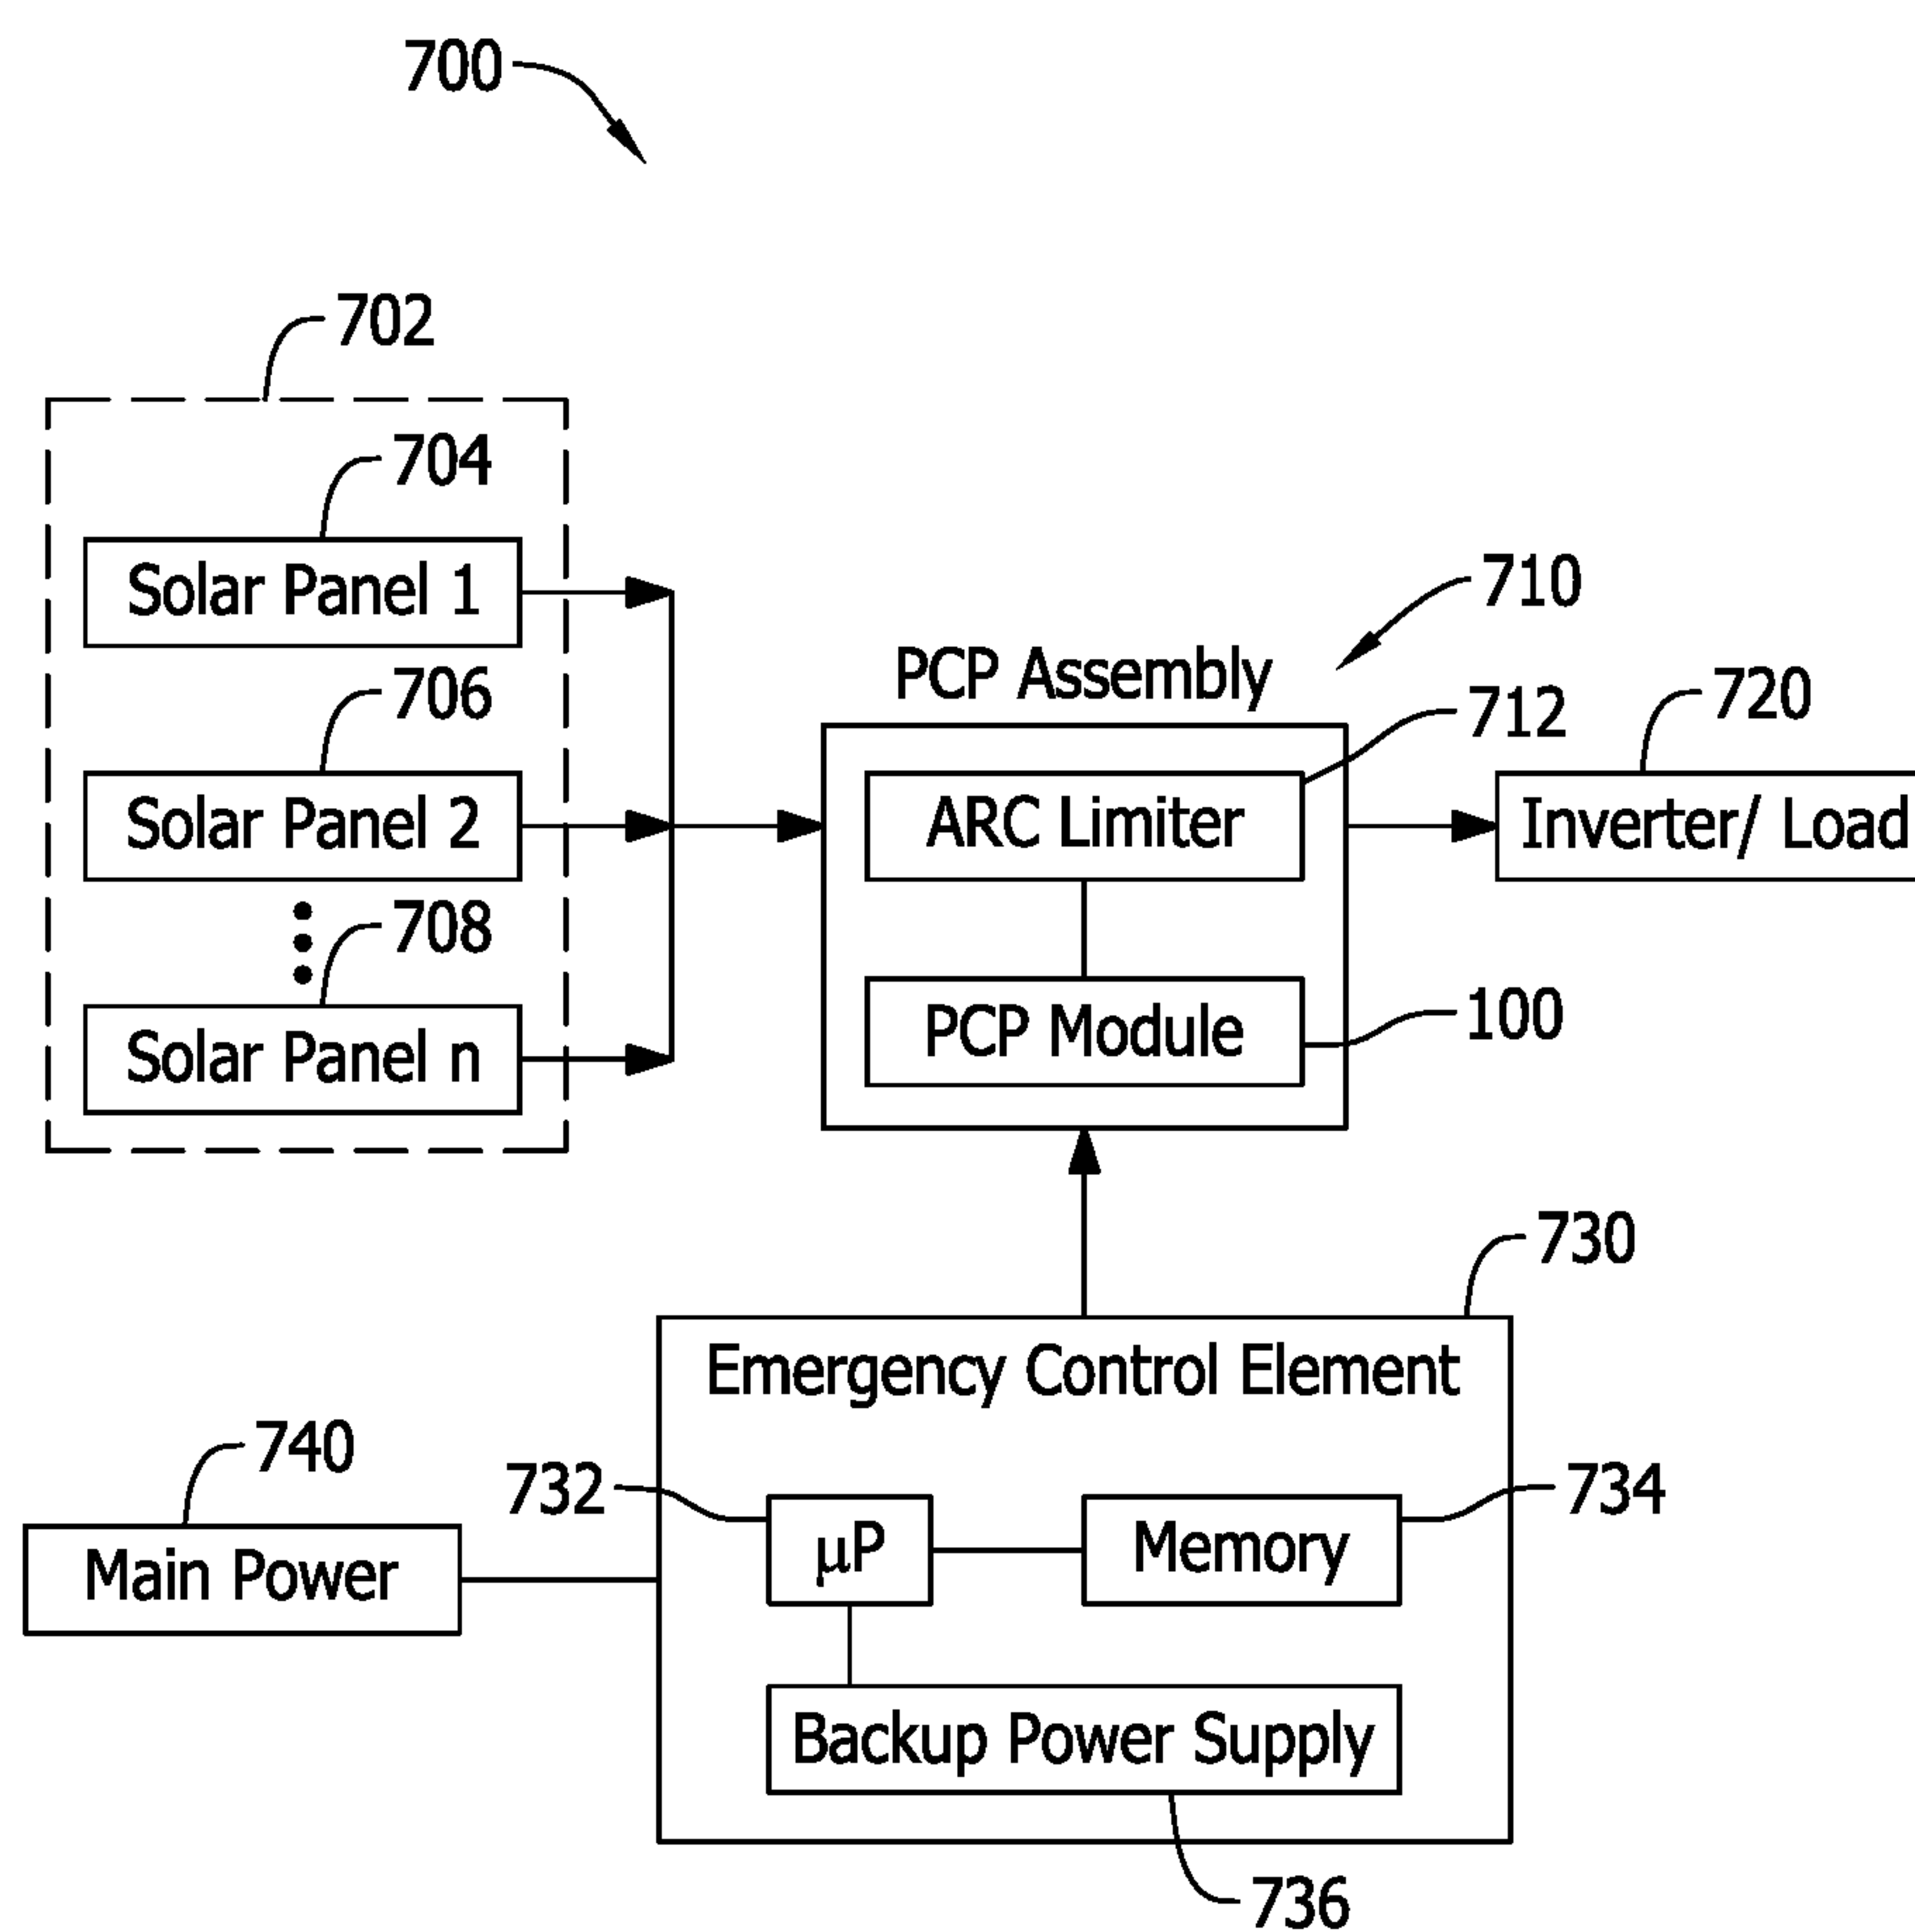 700
702
704
Solar Panel 1
706
Solar Panel 2
708
Solar Panel n
710
PCP Assembly
712
ARC Limiter
720
Inverter/ Load
PCP Module
100
730
Emergency Control Element
740
Main Power
732
µP
Memory
734
Backup Power Supply
736